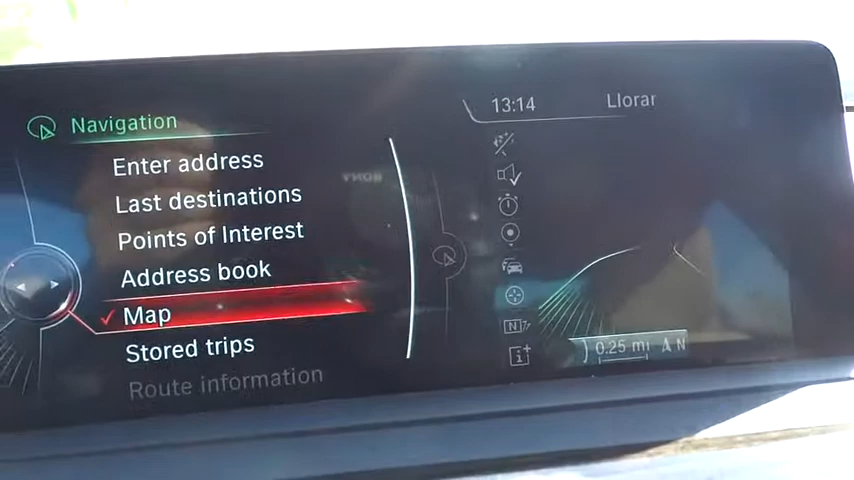 Navigation
Enter address
Last destinations
Points of Interest
Address book
Map
Stored trips
Route information
13:14
Llorar
N
0.25 mi N
SONY